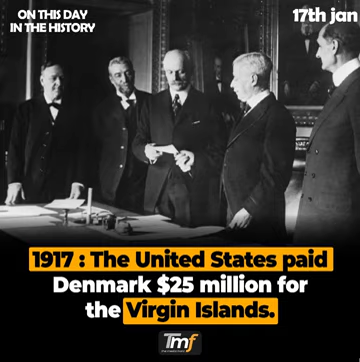 ON THIS DAY
IN THE HISTORY
17th jan
1917 : The United States paid
Denmark $25 million for
the Virgin Islands.
Tmf